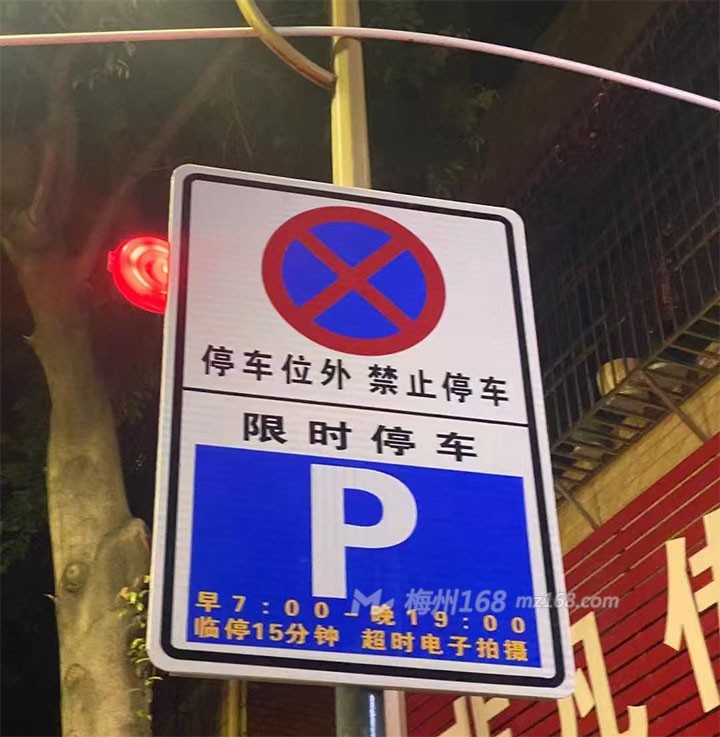 停车位外 禁止停车
限时停车
P
早7:00-晚19:00
临停15分钟 超时电子拍摄
梅州168 mz168.com
凡